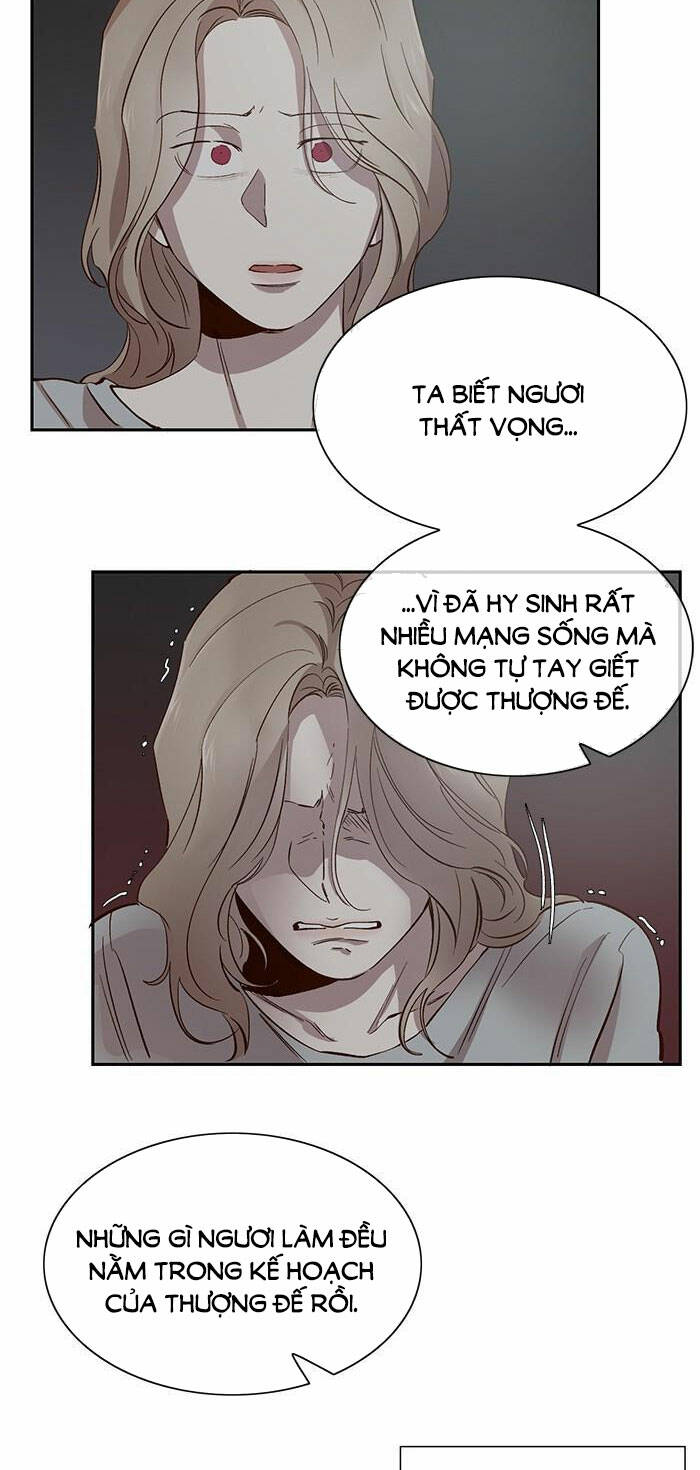 TA BIẾT NGƯƠI
THẤT VỌNG...
...VÌ ĐÃ HY SINH RẤT
NHIỀU MẠNG SỐNG MÀ
KHÔNG TỰ TAY GIẾT
ĐƯỢC THƯỢNG ĐẾ.
NHỮNG GÌ NGƯƠI LÀM ĐỀU
NẰM TRONG KẾ HOẠCH
CỦA THƯỢNG ĐẾ RỒI.